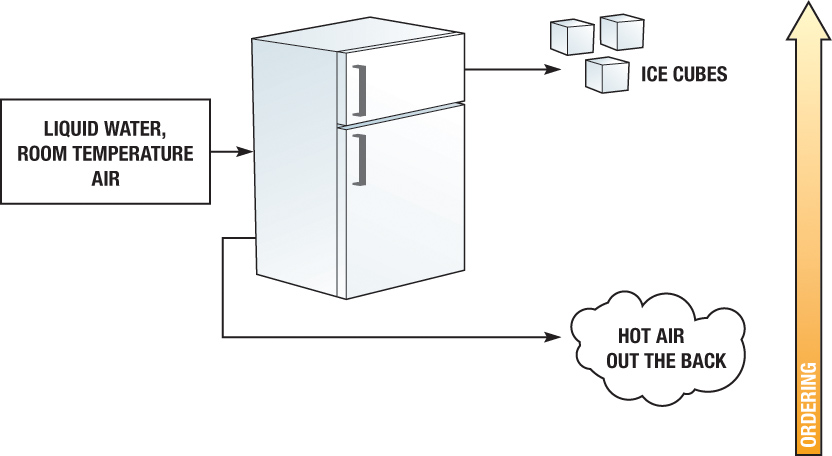 LIQUID WATER,
ROOM TEMPERATURE
AIR
ICE CUBES
HOT AIR
OUT THE BACK
ORDERING